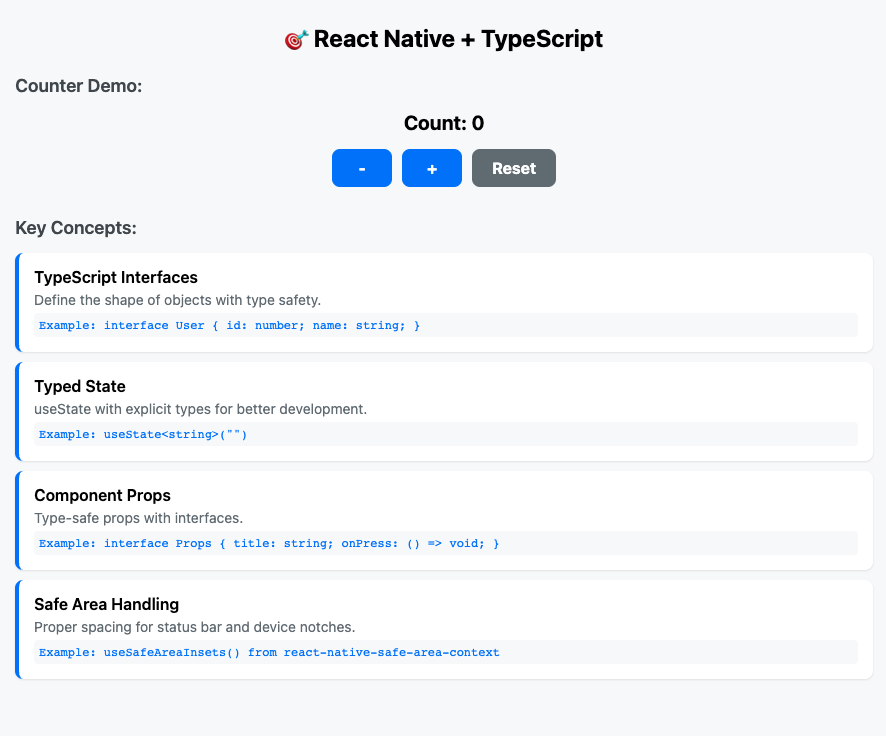 🎯 React Native + TypeScript
Counter Demo:
Count: 0
- + Reset
Key Concepts:
TypeScript Interfaces
Define the shape of objects with type safety.
Example: interface User { id: number; name: string; }
Typed State
useState with explicit types for better development.
Example: useState<string>("")
Component Props
Type-safe props with interfaces.
Example: interface Props { title: string; onPress: () => void; }
Safe Area Handling
Proper spacing for status bar and device notches.
Example: useSafeAreaInsets() from react-native-safe-area-context